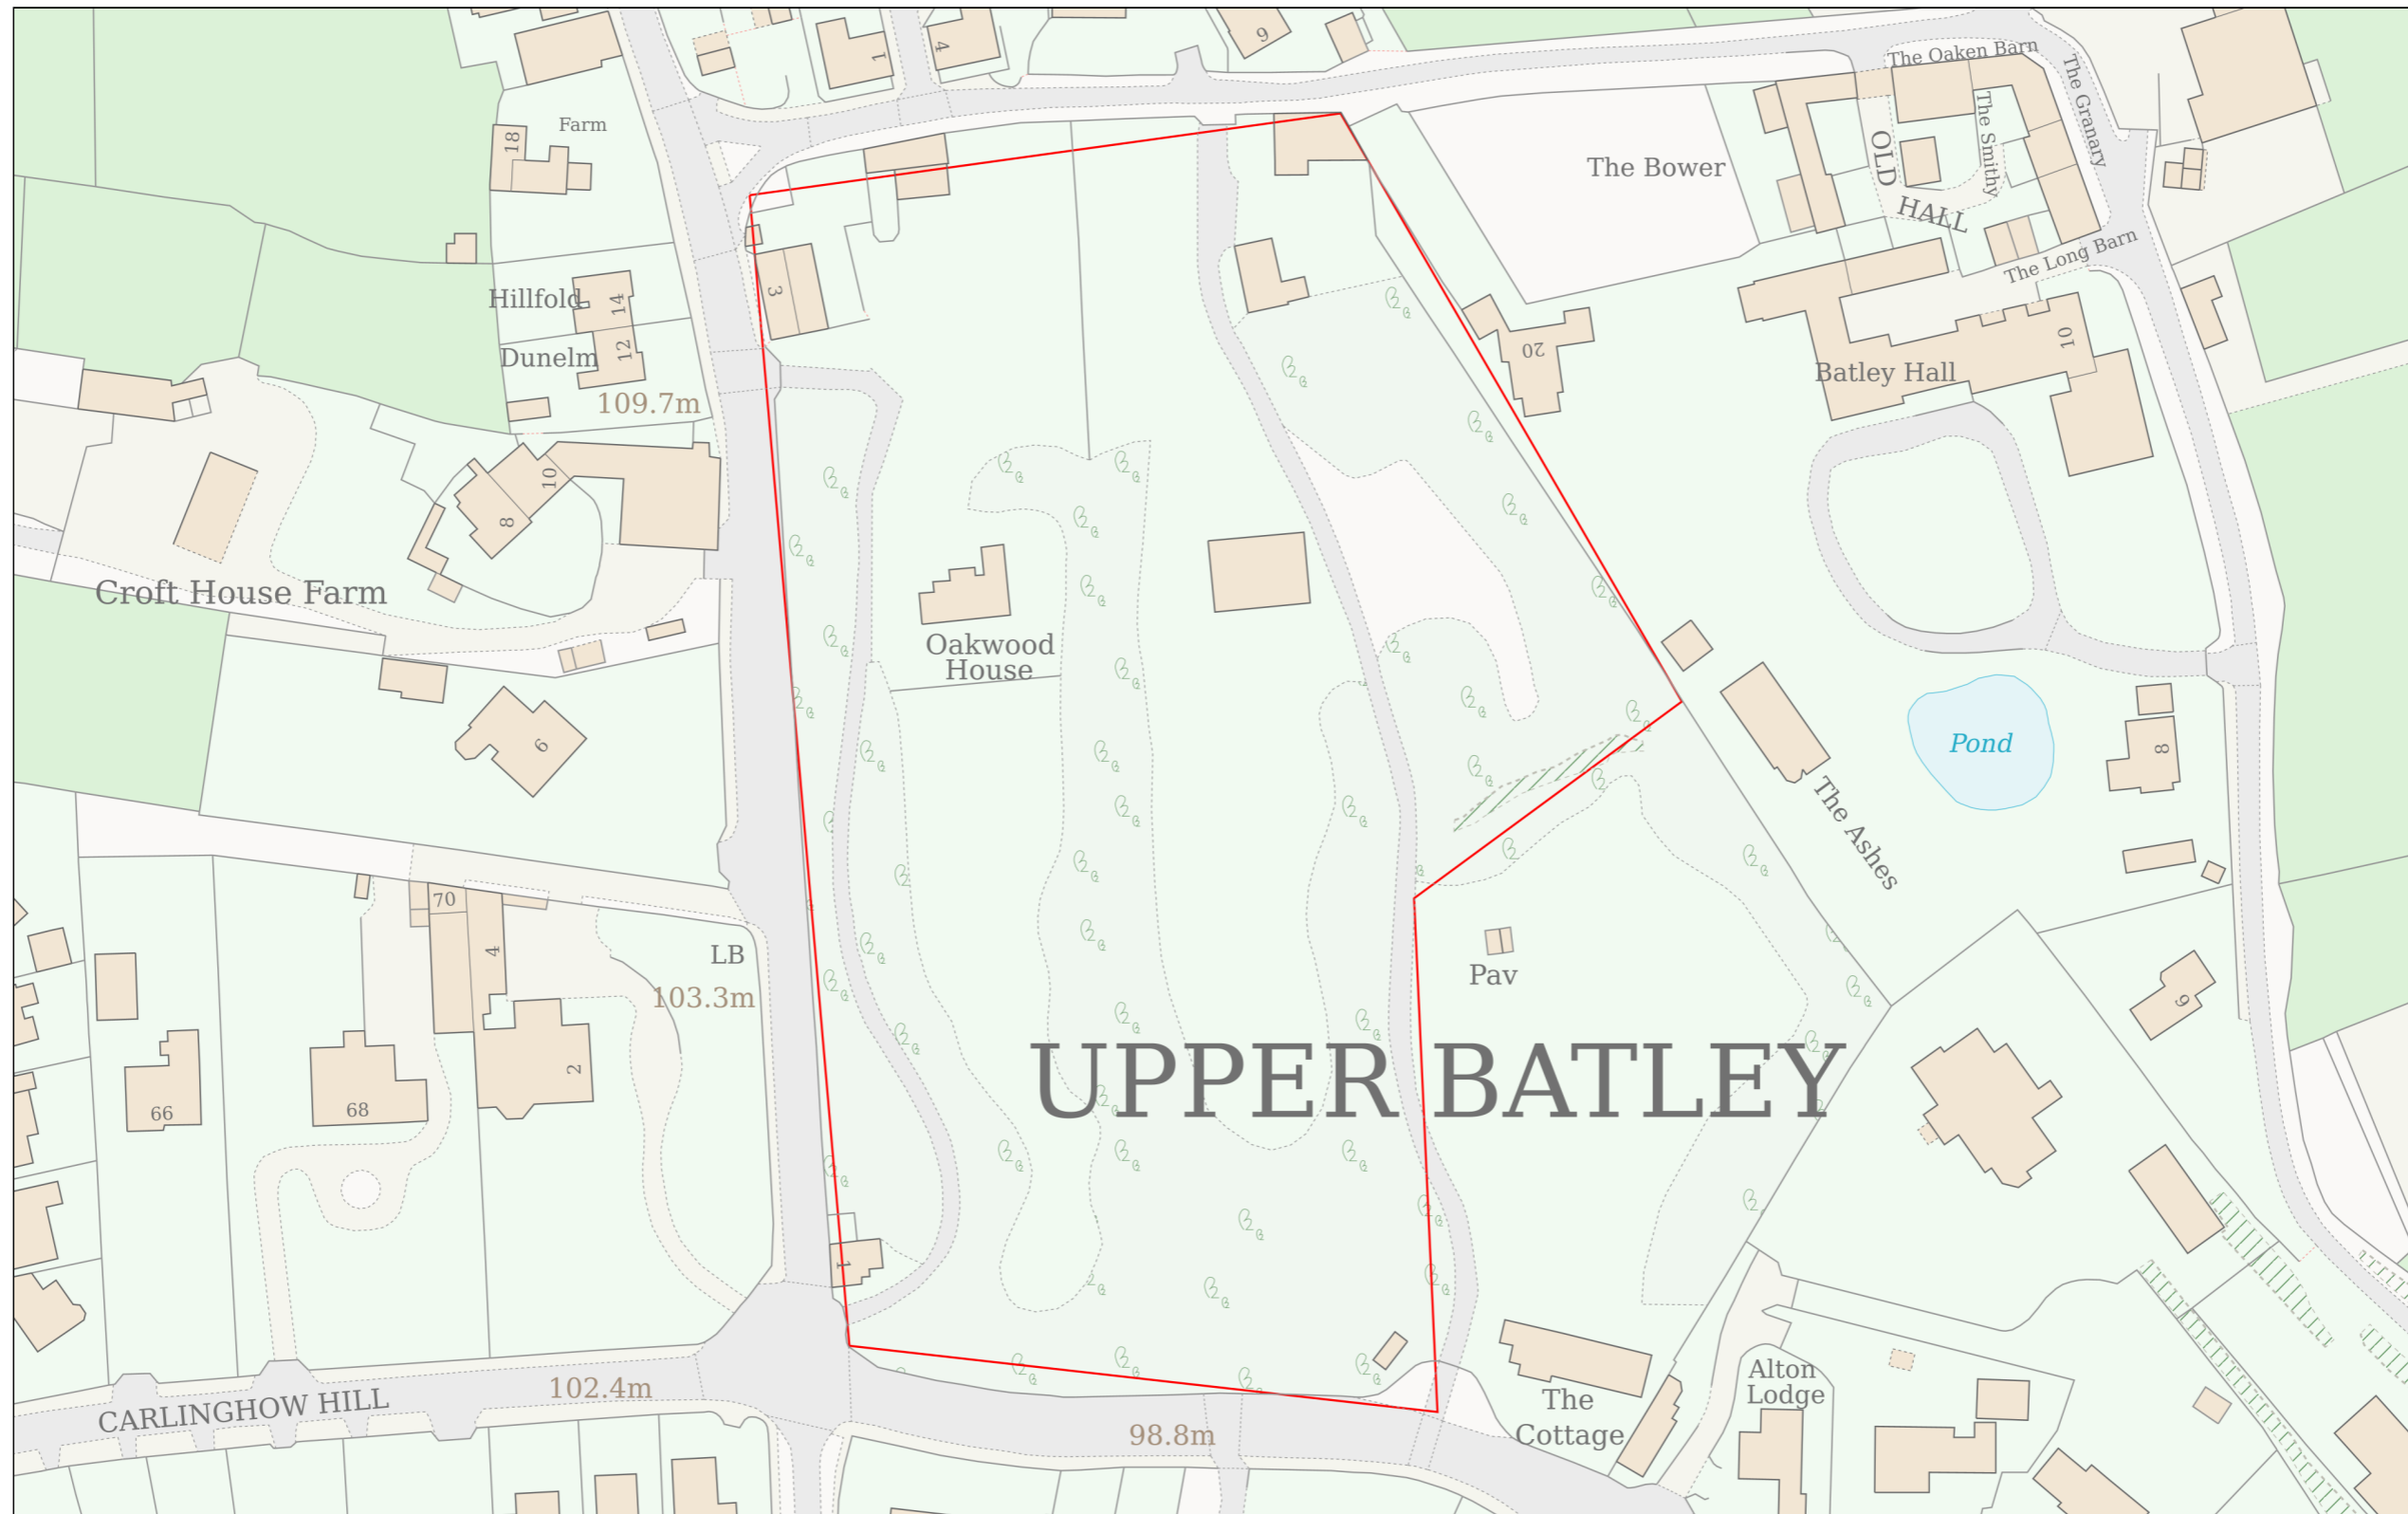 1
4
9
The Oaken Barn
The Granary
18
Farm
OLD
The Smithy
The Bower
HALL
The Long Barn
Hillfold
14
3
Dunelm
12
20
10
Batley Hall
109.7m
10
8
Croft House Farm
Oakwood
House
6
Pond
8
The Ashes
70
4
LB
103.3m
Pav
9
UPPER BATLEY
2
66
68
1
Alton
Lodge
102.4m
CARLINGHOW HILL
The
Cottage
98.8m